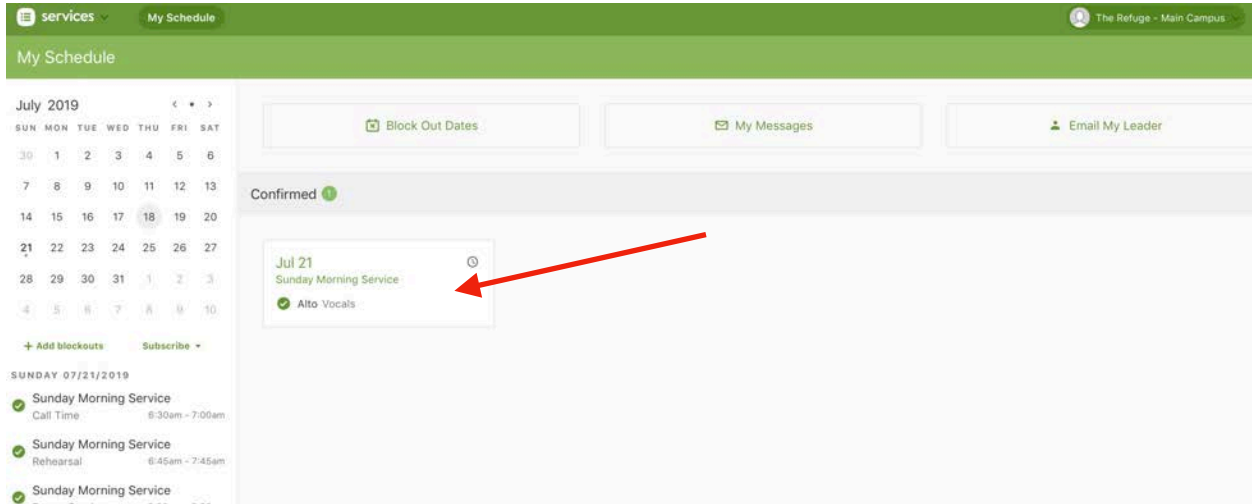 services My Schedule The Refuge - Main Campus
My Schedule
July 2019
SUN MON TUE WED THU FRI SAT
30 1 2 3 4 5 6
7 8 9 10 11 12 13
14 15 16 17 18 19 20
21 22 23 24 25 26 27
28 29 30 31 1 2 3
4 5 6 7 8 9 10
+ Add blockouts Subscribe
SUNDAY 07/21/2019
Sunday Morning Service
Call Time 6:30am - 7:00am
Sunday Morning Service
Rehearsal 6:45am - 7:45am
Sunday Morning Service
Block Out Dates My Messages Email My Leader
Confirmed 1
Jul 21
Sunday Morning Service
Alto Vocals